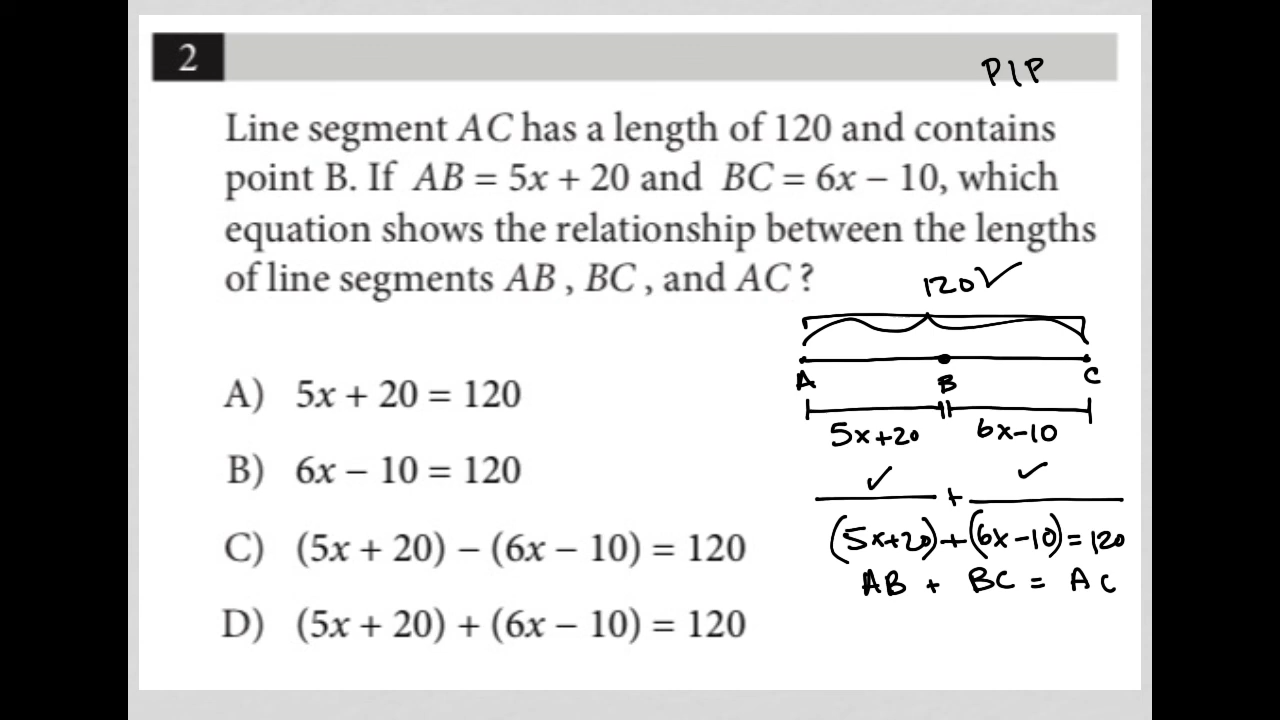 2
PIP
Line segment AC has a length of 120 and contains
point B. If AB = 5x + 20 and BC = 6x − 10, which
equation shows the relationship between the lengths
of line segments AB , BC , and AC ?
120✓
A B C
5x+20 6x−10
✓ + ✓
(5x+20)+(6x−10)=120
AB + BC = AC
A) 5x + 20 = 120
B) 6x − 10 = 120
C) (5x + 20) − (6x − 10) = 120
D) (5x + 20) + (6x − 10) = 120